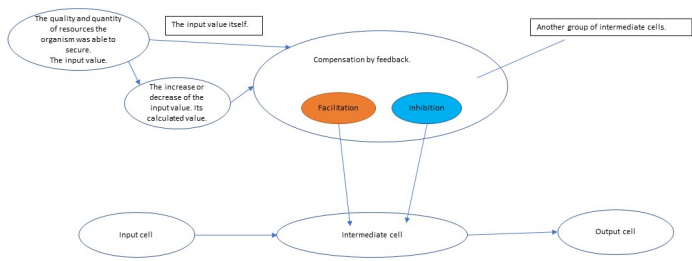 The quality and quantity
of resources the
organism was able to
secure.
The input value.
The input value itself.
Another group of intermediate cells.
Compensation by feedback.
The increase or
decrease of the
input value. Its
calculated value.
Facilitation
Inhibition
Input cell
Intermediate cell
Output cell